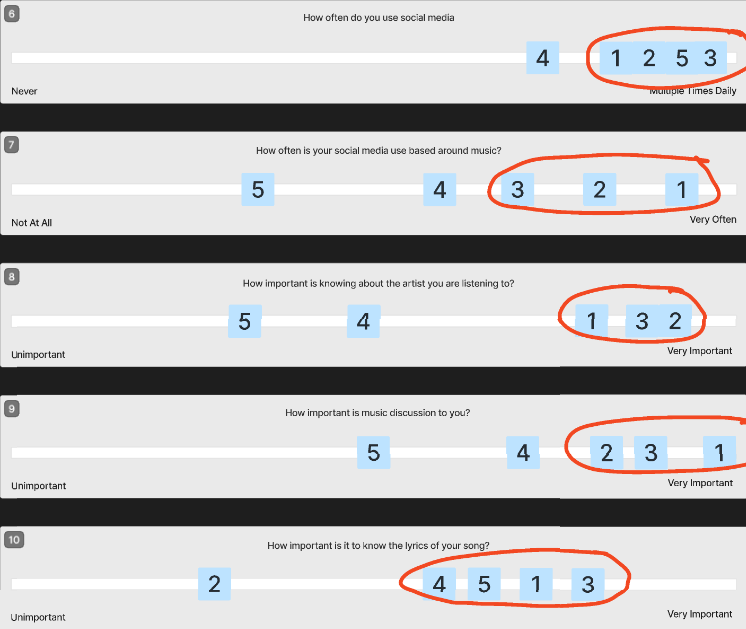 6
How often do you use social media
4 1 2 5 3
Never Multiple Times Daily
7
How often is your social media use based around music?
5 4 3 2 1
Not At All Very Often
8
How important is knowing about the artist you are listening to?
5 4 1 3 2
Unimportant Very Important
9
How important is music discussion to you?
5 4 2 3 1
Unimportant Very Important
10
How important is it to know the lyrics of your song?
2 4 5 1 3
Unimportant Very Important